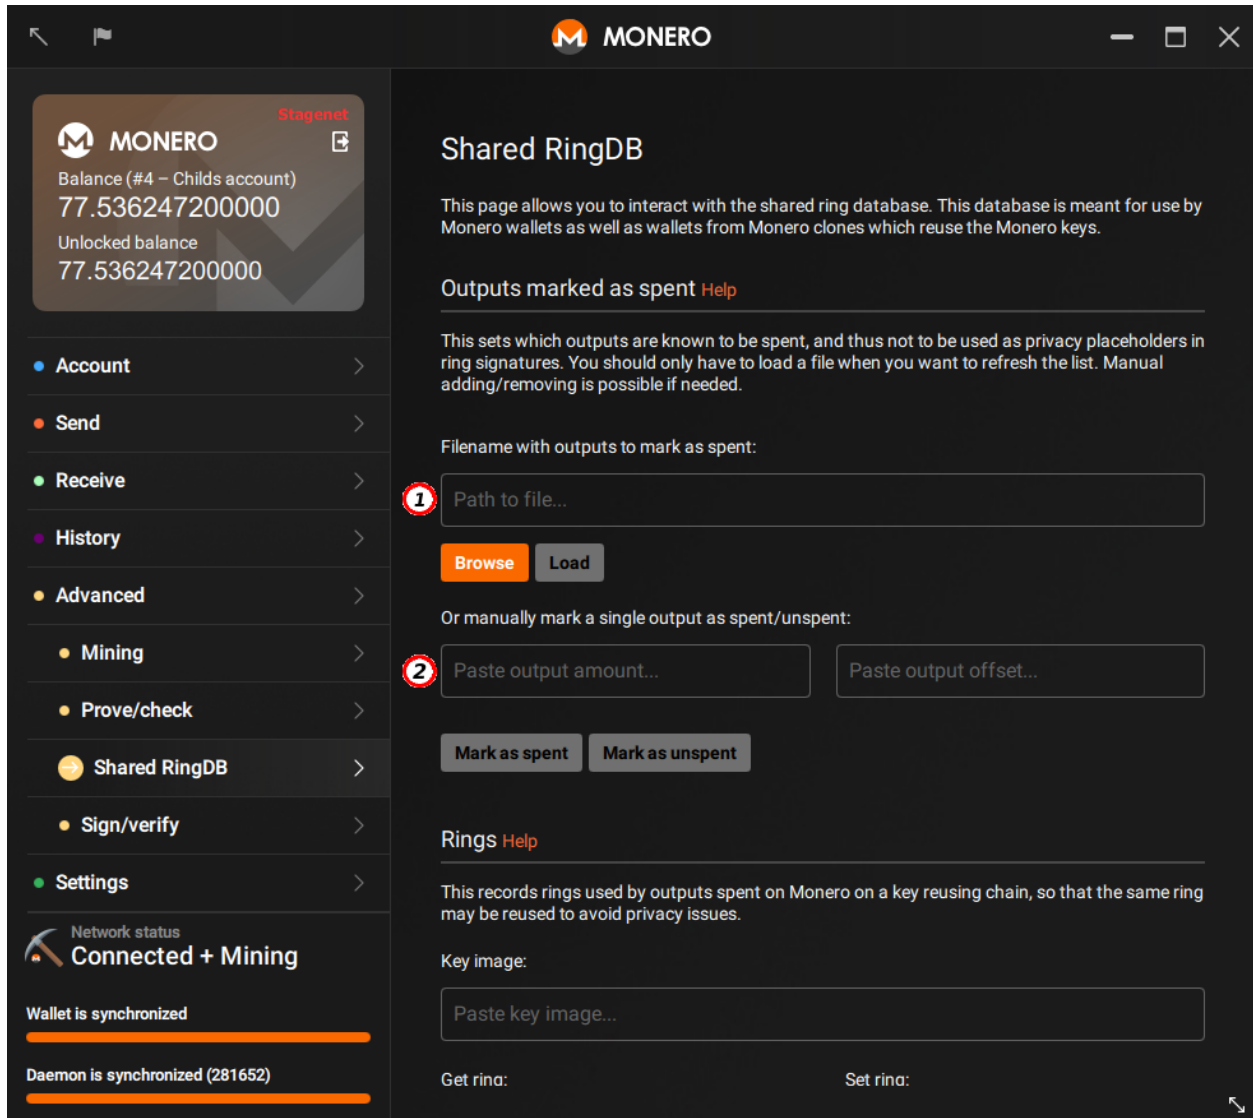 MONERO
Stagenet
MONERO
Balance (#4 – Childs account)
77.536247200000
Unlocked balance
77.536247200000
Account
Send
Receive
History
Advanced
Mining
Prove/check
Shared RingDB
Sign/verify
Settings
Network status
Connected + Mining
Wallet is synchronized
Daemon is synchronized (281652)
Shared RingDB
This page allows you to interact with the shared ring database. This database is meant for use by
Monero wallets as well as wallets from Monero clones which reuse the Monero keys.
Outputs marked as spent Help
This sets which outputs are known to be spent, and thus not to be used as privacy placeholders in
ring signatures. You should only have to load a file when you want to refresh the list. Manual
adding/removing is possible if needed.
Filename with outputs to mark as spent:
1 Path to file...
Browse Load
Or manually mark a single output as spent/unspent:
2 Paste output amount... Paste output offset...
Mark as spent Mark as unspent
Rings Help
This records rings used by outputs spent on Monero on a key reusing chain, so that the same ring
may be reused to avoid privacy issues.
Key image:
Paste key image...
Get ring: Set ring: